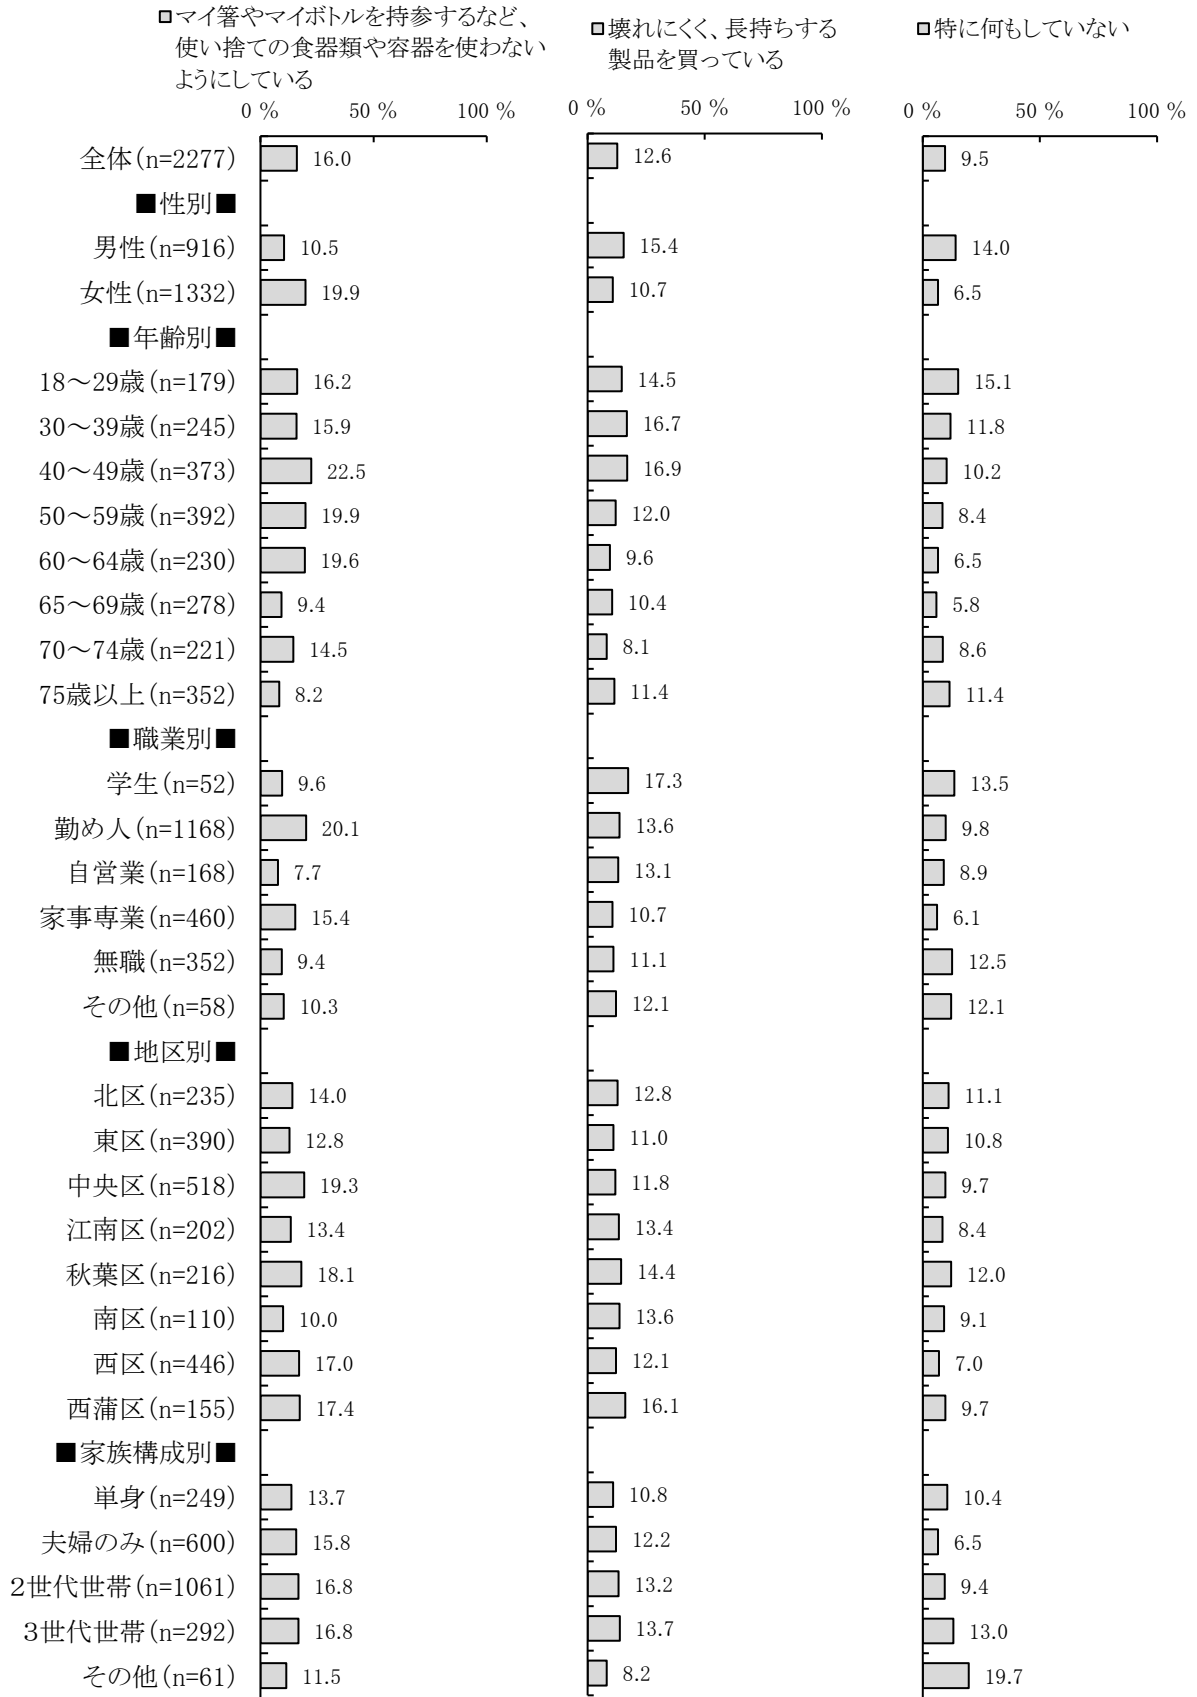 マイ箸やマイボトルを持参するなど、
使い捨ての食器類や容器を使わない
ようにしている
壊れにくく、長持ちする
製品を買っている
特に何もしていない
0 % 50 % 100 % 0 % 50 % 100 % 0 % 50 % 100 %
全体(n=2277) 16.0 12.6 9.5
■性別■
男性(n=916) 10.5 15.4 14.0
女性(n=1332) 19.9 10.7 6.5
■年齢別■
18～29歳(n=179) 16.2 14.5 15.1
30～39歳(n=245) 15.9 16.7 11.8
40～49歳(n=373) 22.5 16.9 10.2
50～59歳(n=392) 19.9 12.0 8.4
60～64歳(n=230) 19.6 9.6 6.5
65～69歳(n=278) 9.4 10.4 5.8
70～74歳(n=221) 14.5 8.1 8.6
75歳以上(n=352) 8.2 11.4 11.4
■職業別■
学生(n=52) 9.6 17.3 13.5
勤め人(n=1168) 20.1 13.6 9.8
自営業(n=168) 7.7 13.1 8.9
家事専業(n=460) 15.4 10.7 6.1
無職(n=352) 9.4 11.1 12.5
その他(n=58) 10.3 12.1 12.1
■地区別■
北区(n=235) 14.0 12.8 11.1
東区(n=390) 12.8 11.0 10.8
中央区(n=518) 19.3 11.8 9.7
江南区(n=202) 13.4 13.4 8.4
秋葉区(n=216) 18.1 14.4 12.0
南区(n=110) 10.0 13.6 9.1
西区(n=446) 17.0 12.1 7.0
西蒲区(n=155) 17.4 16.1 9.7
■家族構成別■
単身(n=249) 13.7 10.8 10.4
夫婦のみ(n=600) 15.8 12.2 6.5
２世代世帯(n=1061) 16.8 13.2 9.4
３世代世帯(n=292) 16.8 13.7 13.0
その他(n=61) 11.5 8.2 19.7